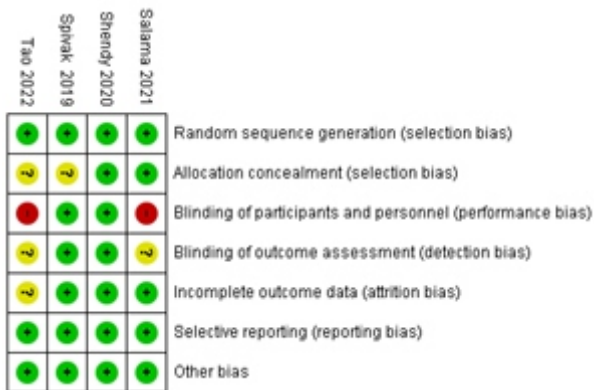 Tao 2022
Spivak 2019
Shendy 2020
Salama 2021
+ + + + Random sequence generation (selection bias)
? ? + + Allocation concealment (selection bias)
- + + - Blinding of participants and personnel (performance bias)
? + + ? Blinding of outcome assessment (detection bias)
? + + + Incomplete outcome data (attrition bias)
+ + + + Selective reporting (reporting bias)
+ + + + Other bias